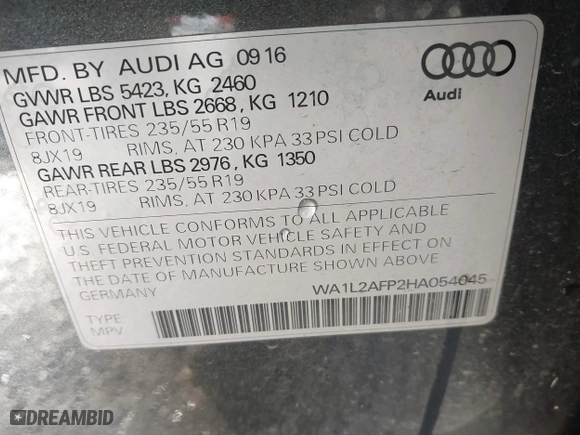 MFD. BY AUDI AG 09 16
GVWR LBS 5423, KG 2460
GAWR FRONT LBS 2668, KG 1210
FRONT-TIRES 235/55 R19
8JX19 RIMS, AT 230 KPA 33 PSI COLD
GAWR REAR LBS 2976, KG 1350
REAR-TIRES 235/55 R19
8JX19 RIMS, AT 230 KPA 33 PSI COLD
THIS VEHICLE CONFORMS TO ALL APPLICABLE
U.S. FEDERAL MOTOR VEHICLE SAFETY AND
THEFT PREVENTION STANDARDS IN EFFECT ON
THE DATE OF MANUFACTURE SHOWN ABOVE
GERMANY WA1L2AFP2HA054045
TYPE
MPV
Audi
DREAMBID